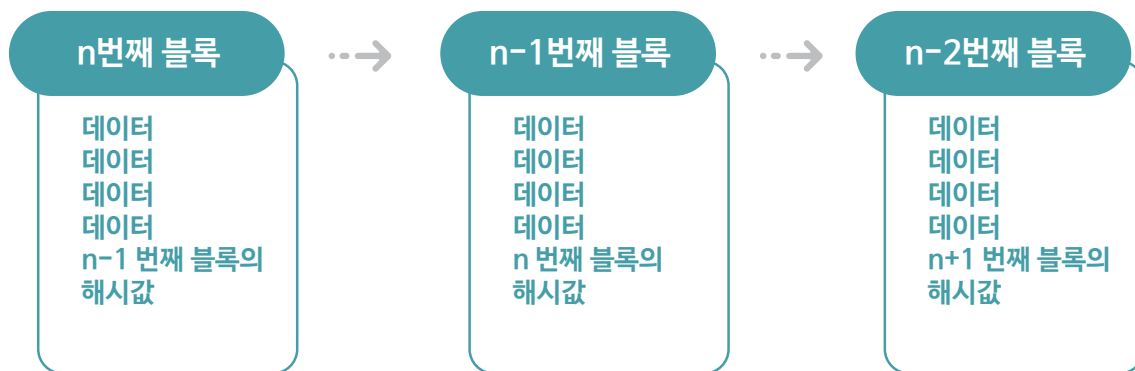 n번째 블록
데이터
데이터
데이터
데이터
n-1 번째 블록의
해시값
n-1번째 블록
데이터
데이터
데이터
데이터
n 번째 블록의
해시값
n-2번째 블록
데이터
데이터
데이터
데이터
n+1 번째 블록의
해시값